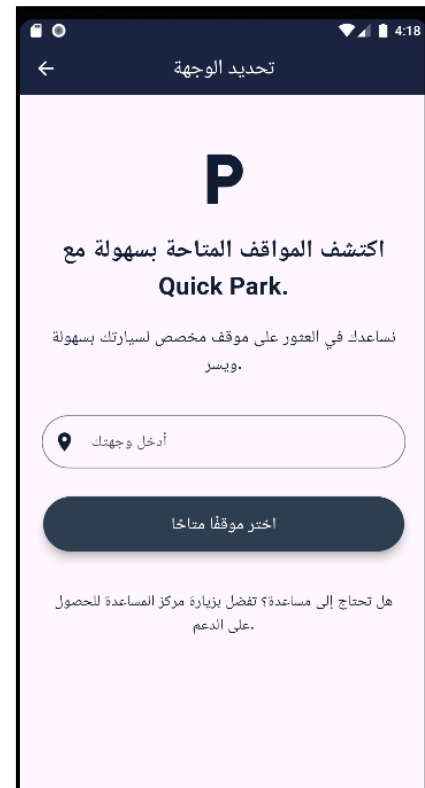 4:18
تحديد الوجهة
P
اكتشف المواقف المتاحة بسهولة مع
Quick Park.
نساعدك في العثور على موقف مخصص لسيارتك بسهولة
.ويسر
أدخل وجهتك
اختر موقفًا متاحًا
هل تحتاج إلى مساعدة؟ تفضل بزيارة مركز المساعدة للحصول
.على الدعم